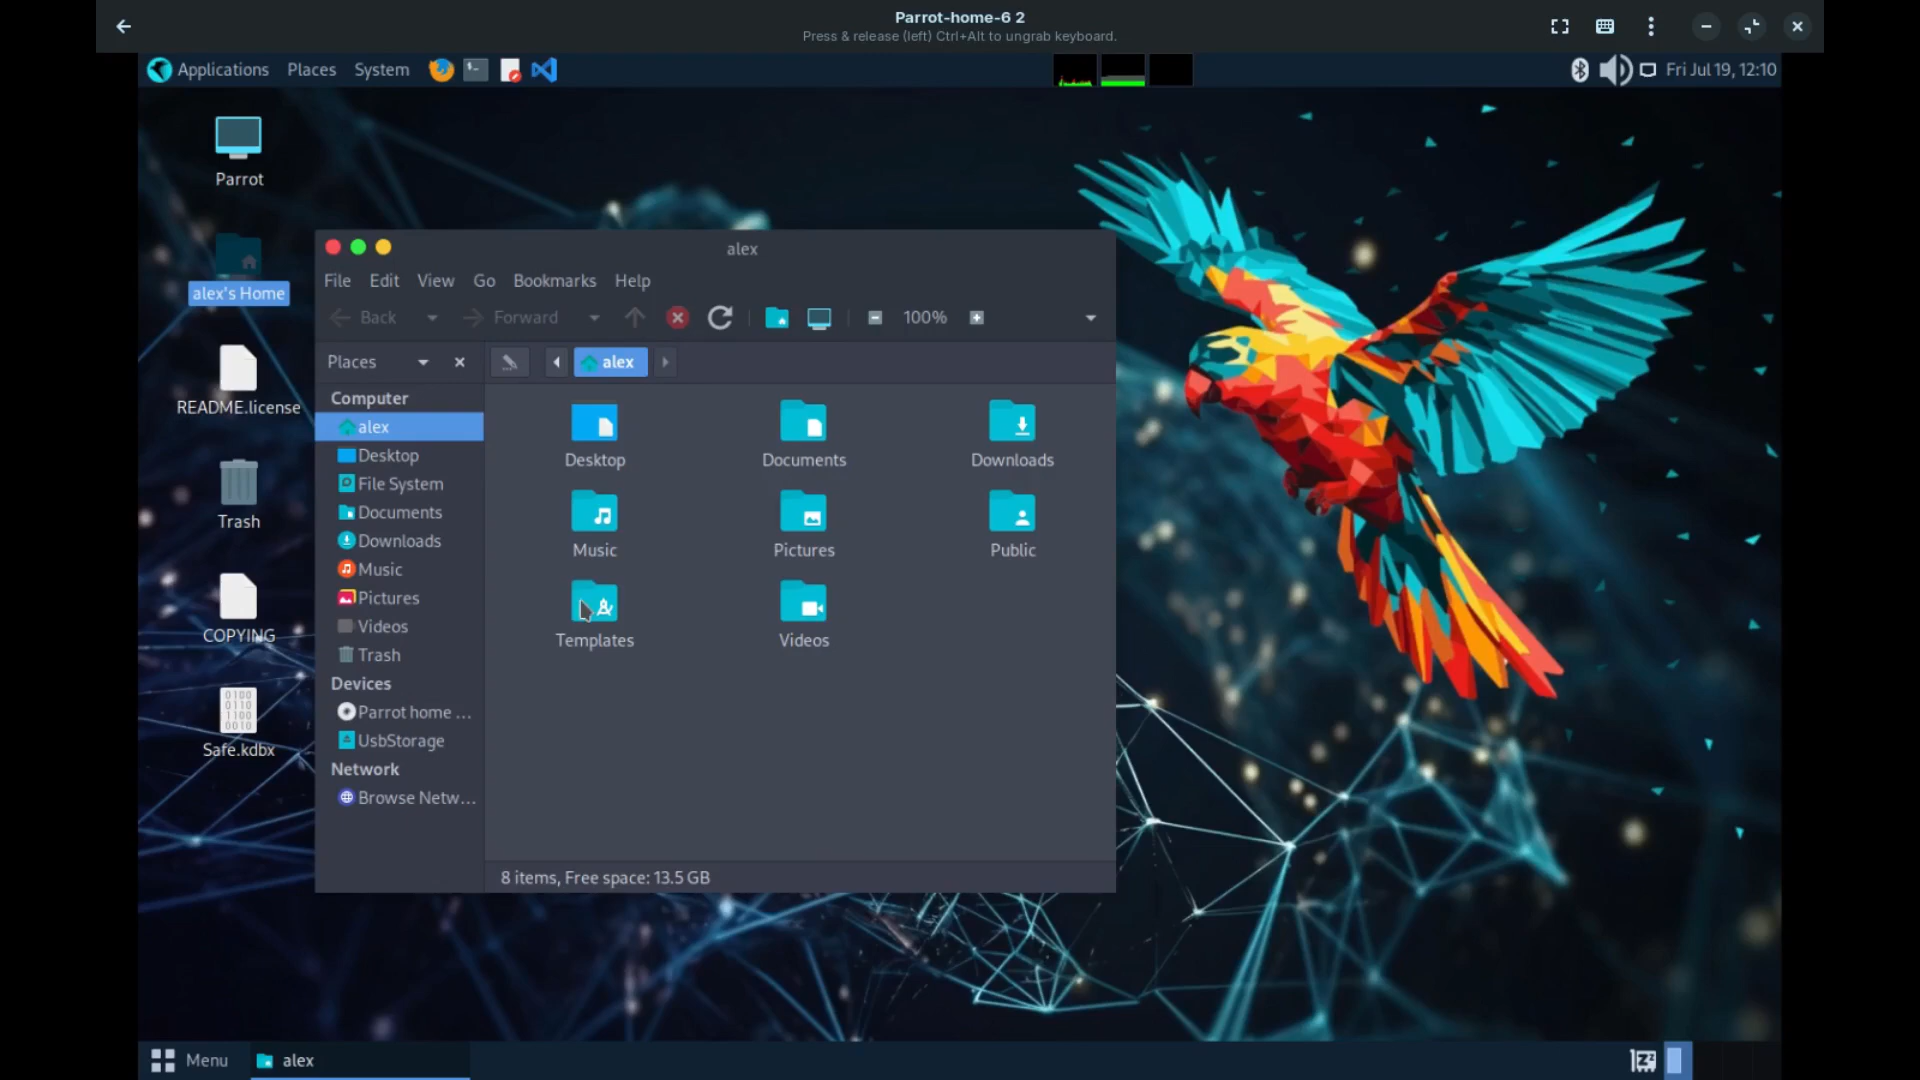 Parrot-home-6 2
Press & release (left) Ctrl+Alt to ungrab keyboard.
Applications Places System Fri Jul 19, 12:10
Parrot
alex's Home
README.license
Trash
COPYING
0100
0110
1100
0010
Safe.kdbx
alex
File Edit View Go Bookmarks Help
Back Forward 100%
Places alex
Computer
alex
Desktop
File System
Documents
Downloads
Music
Pictures
Videos
Trash
Devices
Parrot home ...
UsbStorage
Network
Browse Netw...
Desktop Documents Downloads
Music Pictures Public
Templates Videos
8 items, Free space: 13.5 GB
Menu alex